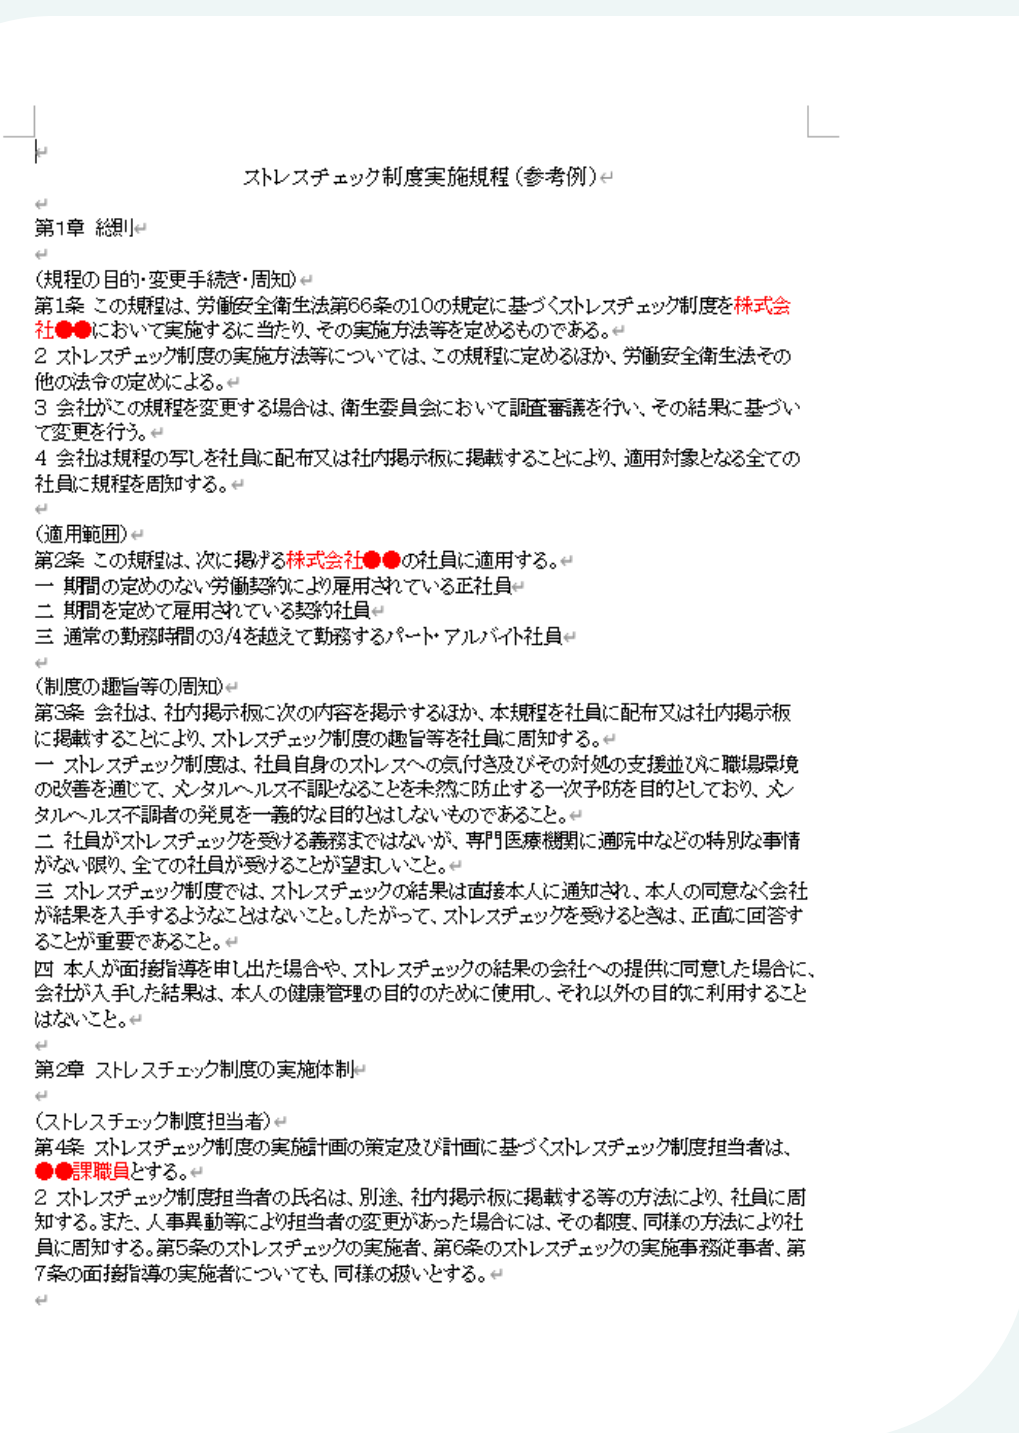 ストレスチェック制度実施規程(参考例)
第1章 総則
(規程の目的・変更手続き・周知)
第1条 この規程は、労働安全衛生法第66条の10の規定に基づくストレスチェック制度を株式会
社●●において実施するに当たり、その実施方法等を定めるものである。
2 ストレスチェック制度の実施方法等については、この規程に定めるほか、労働安全衛生法その
他の法令の定めによる。
3 会社がこの規程を変更する場合は、衛生委員会において調査審議を行い、その結果に基づい
て変更を行う。
4 会社は規程の写しを社員に配布又は社内掲示板に掲載することにより、適用対象となる全ての
社員に規程を周知する。
(適用範囲)
第2条 この規程は、次に掲げる株式会社●●の社員に適用する。
一 期間の定めのない労働契約により雇用されている正社員
二 期間を定めて雇用されている契約社員
三 通常の勤務時間の3/4を越えて勤務するパート・アルバイト社員
(制度の趣旨等の周知)
第3条 会社は、社内掲示板に次の内容を掲示するほか、本規程を社員に配布又は社内掲示板
に掲載することにより、ストレスチェック制度の趣旨等を社員に周知する。
一 ストレスチェック制度は、社員自身のストレスへの気付き及びその対処の支援並びに職場環境
の改善を通じて、メンタルヘルス不調となることを未然に防止する一次予防を目的としており、メン
タルヘルス不調者の発見を一義的な目的とはしないものであること。
二 社員がストレスチェックを受ける義務まではないが、専門医療機関に通院中などの特別な事情
がない限り、全ての社員が受けることが望ましいこと。
三 ストレスチェック制度では、ストレスチェックの結果は直接本人に通知され、本人の同意なく会社
が結果を入手するようなことはないこと。したがって、ストレスチェックを受けるときは、正直に回答す
ることが重要であること。
四 本人が面接指導を申し出た場合や、ストレスチェックの結果の会社への提供に同意した場合に、
会社が入手した結果は、本人の健康管理の目的のために使用し、それ以外の目的に利用すること
はないこと。
第2章 ストレスチェック制度の実施体制
(ストレスチェック制度担当者)
第4条 ストレスチェック制度の実施計画の策定及び計画に基づくストレスチェック制度担当者は、
●●課職員とする。
2 ストレスチェック制度担当者の氏名は、別途、社内掲示板に掲載する等の方法により、社員に周
知する。また、人事異動等により担当者の変更があった場合には、その都度、同様の方法により社
員に周知する。第5条のストレスチェックの実施者、第6条のストレスチェックの実施事務従事者、第
7条の面接指導の実施者についても、同様の扱いとする。